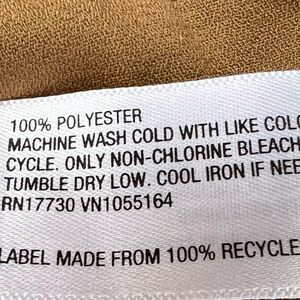 100% POLYESTER
MACHINE WASH COLD WITH LIKE COLO
CYCLE. ONLY NON-CHLORINE BLEACH
TUMBLE DRY LOW. COOL IRON IF NEE
RN17730 VN1055164
LABEL MADE FROM 100% RECYCLE